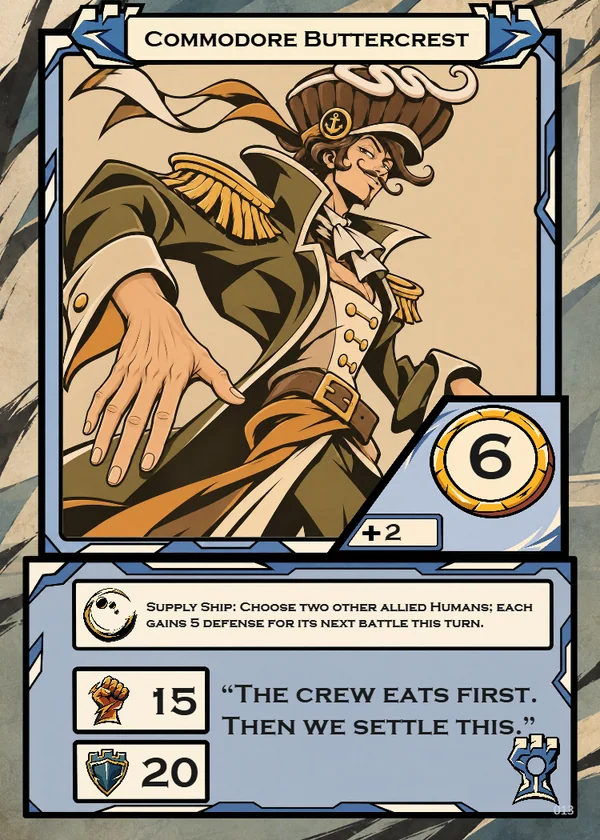 Commodore Buttercrest
6
+2
Supply Ship: Choose two other allied Humans; each
gains 5 defense for its next battle this turn.
15
“The crew eats first.
Then we settle this.”
20
013